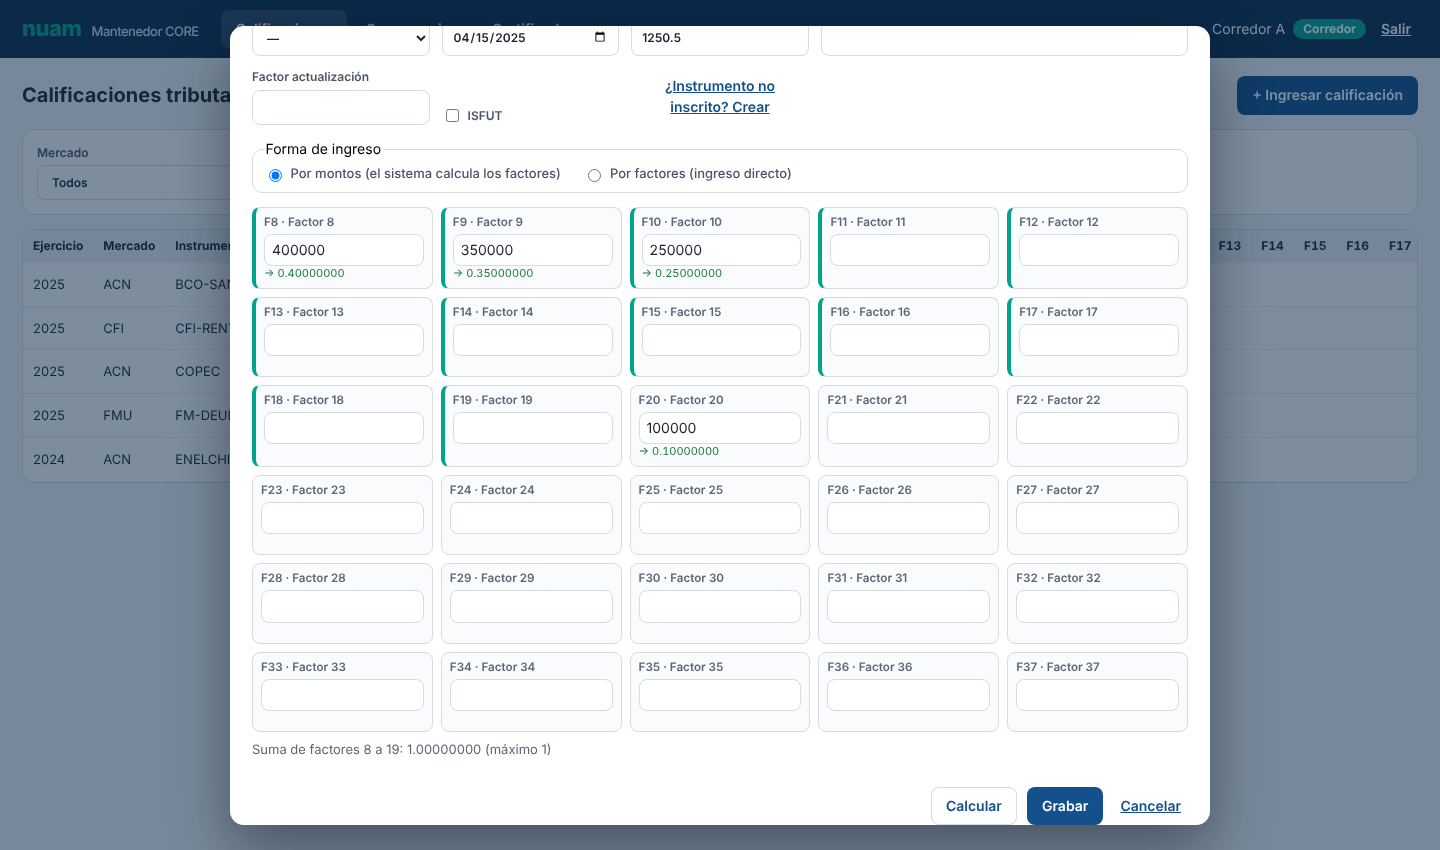 nuam Mantenedor CORE
Corredor A Corredor Salir
— 04/15/2025 1250.5
Calificaciones tributa
+ Ingresar calificación
Factor actualización
ISFUT
¿Instrumento no
inscrito? Crear
Mercado
Todos
Forma de ingreso
Por montos (el sistema calcula los factores) Por factores (ingreso directo)
Ejercicio Mercado Instrume F13 F14 F15 F16 F17
2025 ACN BCO-SA
2025 CFI CFI-REN
2025 ACN COPEC
2025 FMU FM-DEU
2024 ACN ENELCH
F8 · Factor 8 F9 · Factor 9 F10 · Factor 10 F11 · Factor 11 F12 · Factor 12
400000 350000 250000
→ 0.40000000 → 0.35000000 → 0.25000000
F13 · Factor 13 F14 · Factor 14 F15 · Factor 15 F16 · Factor 16 F17 · Factor 17
F18 · Factor 18 F19 · Factor 19 F20 · Factor 20 F21 · Factor 21 F22 · Factor 22
100000
→ 0.10000000
F23 · Factor 23 F24 · Factor 24 F25 · Factor 25 F26 · Factor 26 F27 · Factor 27
F28 · Factor 28 F29 · Factor 29 F30 · Factor 30 F31 · Factor 31 F32 · Factor 32
F33 · Factor 33 F34 · Factor 34 F35 · Factor 35 F36 · Factor 36 F37 · Factor 37
Suma de factores 8 a 19: 1.00000000 (máximo 1)
Calcular Grabar Cancelar